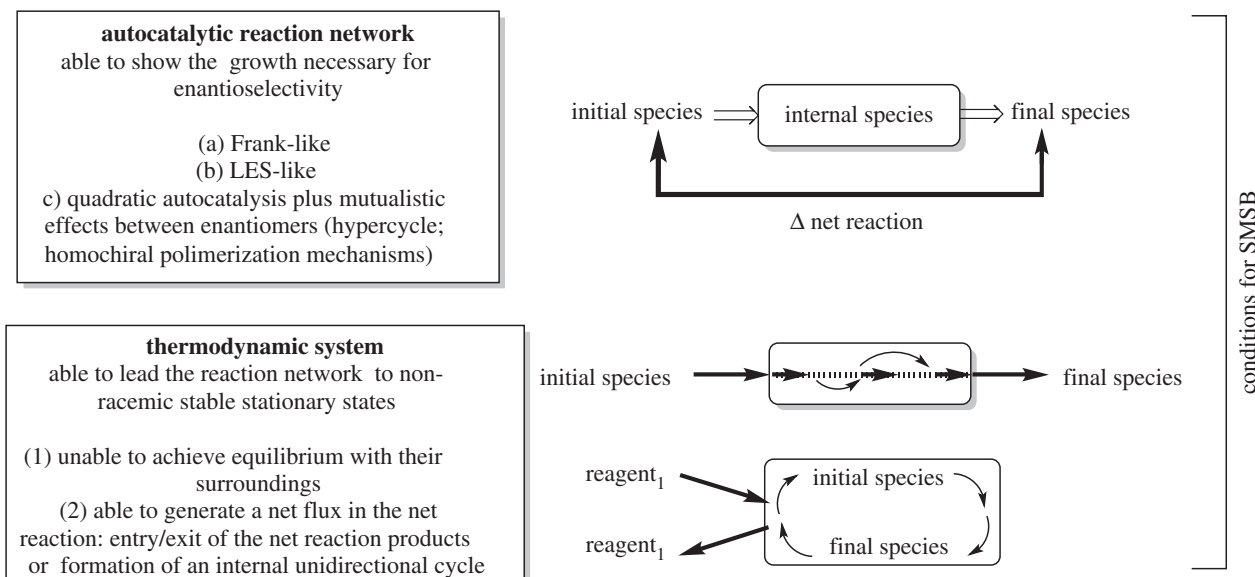 autocatalytic reaction network
able to show the growth necessary for
enantioselectivity
(a) Frank-like
(b) LES-like
c) quadratic autocatalysis plus mutualistic
effects between enantiomers (hypercycle;
homochiral polimerization mechanisms)
initial species
internal species
final species
Δ net reaction
thermodynamic system
able to lead the reaction network to non-
racemic stable stationary states
(1) unable to achieve equilibrium with their
surroundings
(2) able to generate a net flux in the net
reaction: entry/exit of the net reaction products
or formation of an internal unidirectional cycle
initial species
final species
reagent1
initial species
reagent1
final species
conditions for SMSB